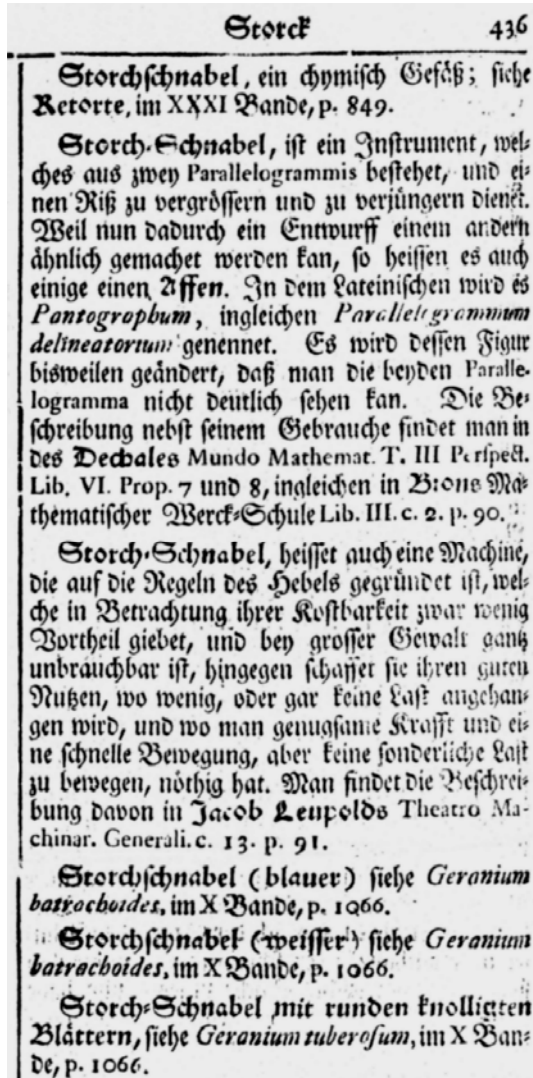 Storck 436
Storchschnabel, ein chymisch Gefäß; siehe
Retorte, im XXXI Bande, p. 849.
Storch-Schnabel, ist ein Instrument, wel-
ches aus zwey Parallelogrammis bestehet, und ei-
nen Riß zu vergrössern und zu verjüngern dienet.
Weil nun dadurch ein Entwurff einem andern
ähnlich gemachet werden kan, so heissen es auch
einige einen Affen. In dem Lateinischen wird es
Pantogrophum, ingleichen Parallelogrammum
delineatorium genennet. Es wird dessen Figur
bisweilen geändert, daß man die beyden Paralle-
logramma nicht deutlich sehen kan. Die Be-
schreibung nebst seinem Gebrauche findet man in
des Dechales Mundo Mathemat. T. III Perspect.
Lib. VI. Prop. 7 und 8, ingleichen in Brons Ma-
thematischer Werck-Schule Lib. III. c. 2. p. 90.
Storch-Schnabel, heisset auch eine Machine,
die auf die Regeln des Hebels gegründet ist, wel-
che in Betrachtung ihrer Kostbarkeit zwar wenig
Vortheil giebet, und bey grosser Gewalt gantz
unbrauchbar ist, hingegen schaffet sie ihren guten
Nutzen, wo wenig, oder gar keine Last angehan-
gen wird, und wo man genugsame Krafft und ei-
ne schnelle Bewegung, aber keine sonderliche Last
zu bewegen, nöthig hat. Man findet die Beschrei-
bung davon in Jacob Leupolds Theatro Ma-
chinar. Generali. c. 13. p. 91.
Storchschnabel (blauer) siehe Geranium
batrachoides, im X Bande, p. 1066.
Storchschnabel (weisser) siehe Geranium
batrachoides, im X Bande, p. 1066.
Storch-Schnabel mit runden knolligten
Blättern, siehe Geranium tuberosum, im X Ban-
de, p. 1066.